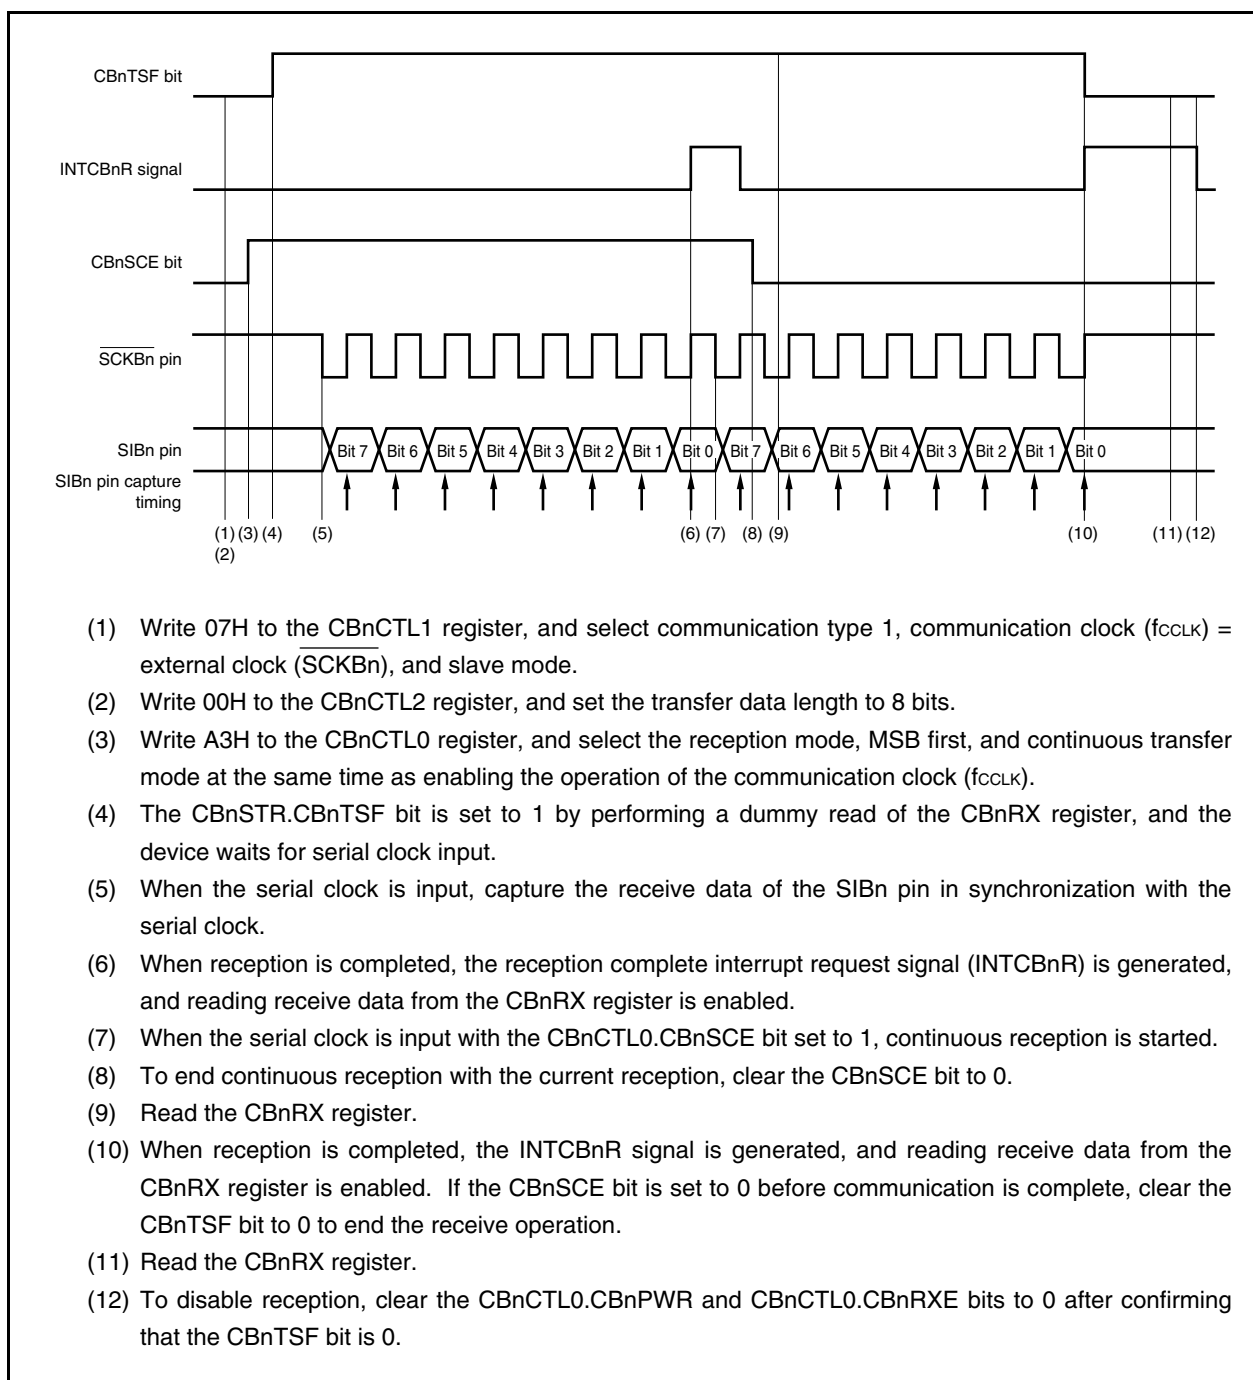 CBnTSF bit
INTCBnR signal
CBnSCE bit
SCKBn pin
SIBn pin
Bit 7 Bit 6 Bit 5 Bit 4 Bit 3 Bit 2 Bit 1 Bit 0 Bit 7 Bit 6 Bit 5 Bit 4 Bit 3 Bit 2 Bit 1 Bit 0
SIBn pin capture
timing
(1) (3) (4) (5) (6) (7) (8) (9) (10) (11) (12)
(2)
(1) Write 07H to the CBnCTL1 register, and select communication type 1, communication clock (fCCLK) =
external clock (SCKBn), and slave mode.
(2) Write 00H to the CBnCTL2 register, and set the transfer data length to 8 bits.
(3) Write A3H to the CBnCTL0 register, and select the reception mode, MSB first, and continuous transfer
mode at the same time as enabling the operation of the communication clock (fCCLK).
(4) The CBnSTR.CBnTSF bit is set to 1 by performing a dummy read of the CBnRX register, and the
device waits for serial clock input.
(5) When the serial clock is input, capture the receive data of the SIBn pin in synchronization with the
serial clock.
(6) When reception is completed, the reception complete interrupt request signal (INTCBnR) is generated,
and reading receive data from the CBnRX register is enabled.
(7) When the serial clock is input with the CBnCTL0.CBnSCE bit set to 1, continuous reception is started.
(8) To end continuous reception with the current reception, clear the CBnSCE bit to 0.
(9) Read the CBnRX register.
(10) When reception is completed, the INTCBnR signal is generated, and reading receive data from the
CBnRX register is enabled. If the CBnSCE bit is set to 0 before communication is complete, clear the
CBnTSF bit to 0 to end the receive operation.
(11) Read the CBnRX register.
(12) To disable reception, clear the CBnCTL0.CBnPWR and CBnCTL0.CBnRXE bits to 0 after confirming
that the CBnTSF bit is 0.